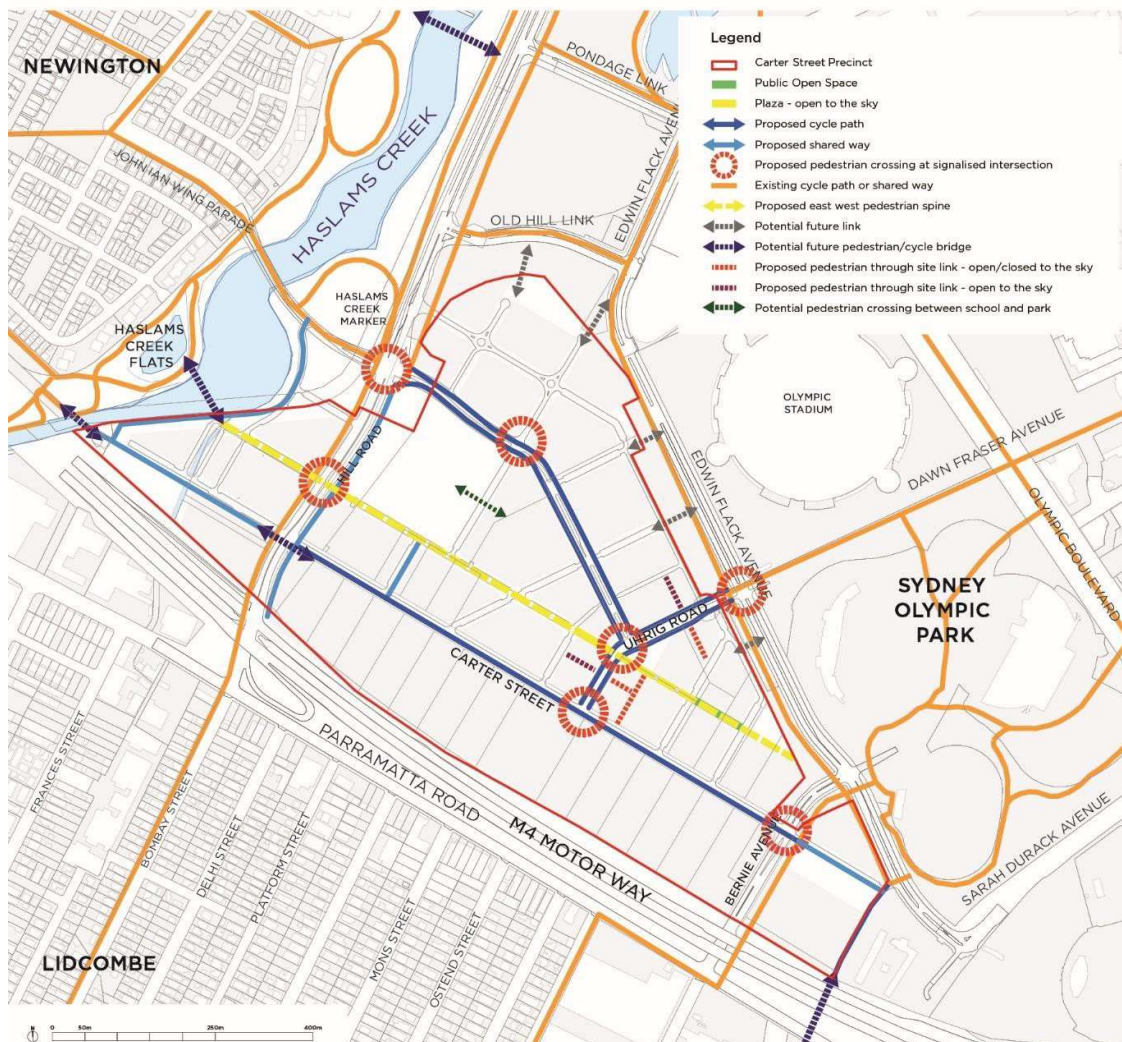 Legend
Carter Street Precinct
Public Open Space
Plaza - open to the sky
Proposed cycle path
Proposed shared way
Proposed pedestrian crossing at signalised intersection
Existing cycle path or shared way
Proposed east west pedestrian spine
Potential future link
Potential future pedestrian/cycle bridge
Proposed pedestrian through site link - open/closed to the sky
Proposed pedestrian through site link - open to the sky
Potential pedestrian crossing between school and park
NEWINGTON
PONDAGE LINK
HASLAMS CREEK
JOHN IAN WING PARADE
EDWIN FLACK AVENUE
OLD HILL LINK
HASLAMS
CREEK
MARKER
HASLAMS
CREEK
FLATS
OLYMPIC
STADIUM
HILL ROAD
EDWIN FLACK AVENUE
DAWN FRASER AVENUE
OLYMPIC BOULEVARD
SYDNEY
OLYMPIC
PARK
UHRIG ROAD
CARTER STREET
PARRAMATTA ROAD
M4 MOTOR WAY
BERNIE AVENUE
SARAH DURACK AVENUE
FRANCES STREET
BOMBAY STREET
DELHI STREET
PLATFORM STREET
MONS STREET
OSTEND STREET
LIDCOMBE
N
0 50m 250m 400m